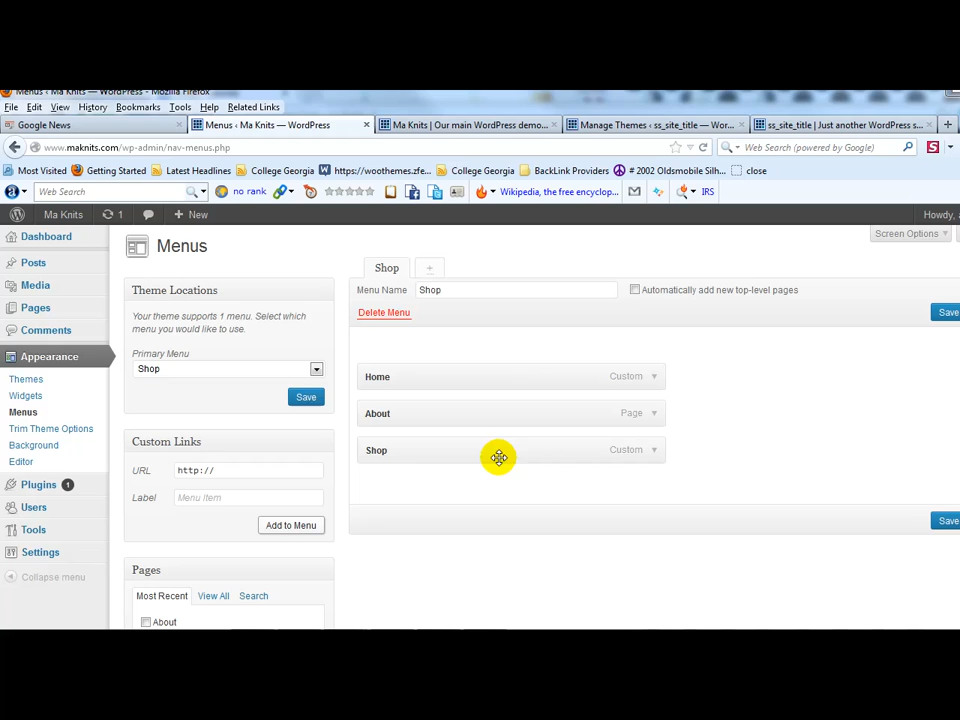 Menus ‹ Ma Knits — WordPress - Mozilla Firefox
File Edit View History Bookmarks Tools Help Related Links
Google News × Menus ‹ Ma Knits — WordPress × Ma Knits | Our main WordPress demo... × Manage Themes ‹ ss_site_title — Wor... × ss_site_title | Just another WordPress s... × +
www.maknits.com/wp-admin/nav-menus.php Web Search (powered by Google) S
Most Visited Getting Started Latest Headlines College Georgia https://woothemes.zfe... College Georgia BackLink Providers # 2002 Oldsmobile Silh... close
Web Search no rank Wikipedia, the free encyclop... IRS
Ma Knits 1 + New Howdy, a
Dashboard
Posts
Media
Pages
Comments
Appearance
Themes
Widgets
Menus
Trim Theme Options
Background
Editor
Plugins 1
Users
Tools
Settings
Collapse menu
Menus
Screen Options
Theme Locations
Your theme supports 1 menu. Select which
menu you would like to use.
Primary Menu
Shop
Save
Custom Links
URL http://
Label Menu Item
Add to Menu
Pages
Most Recent View All Search
About
Shop +
Menu Name Shop Automatically add new top-level pages
Delete Menu Save
Home Custom
About Page
Shop Custom
Save